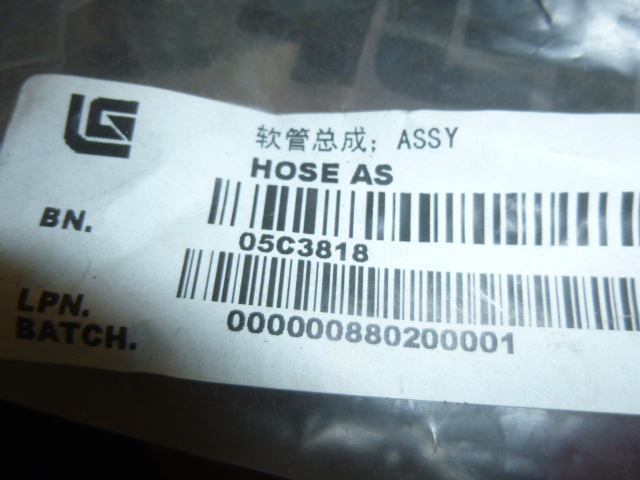 软管总成; ASSY
HOSE AS
BN.
05C3818
LPN.
BATCH.
000000880200001